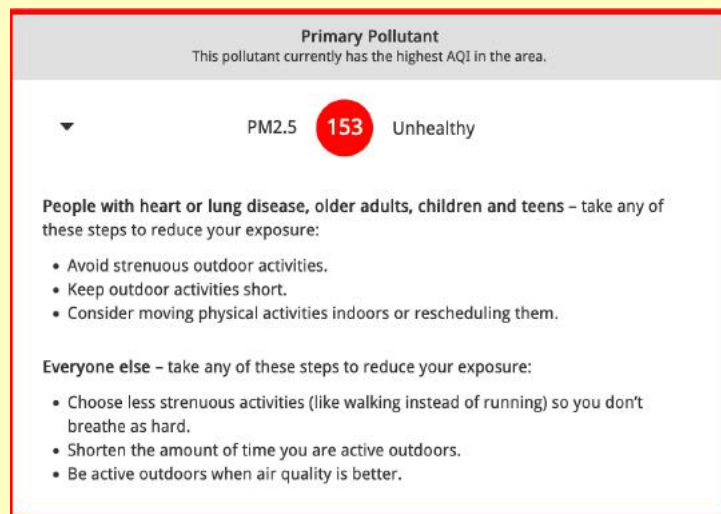 Primary Pollutant
This pollutant currently has the highest AQI in the area.
PM2.5 153 Unhealthy
People with heart or lung disease, older adults, children and teens – take any of
these steps to reduce your exposure:
• Avoid strenuous outdoor activities.
• Keep outdoor activities short.
• Consider moving physical activities indoors or rescheduling them.
Everyone else – take any of these steps to reduce your exposure:
• Choose less strenuous activities (like walking instead of running) so you don’t
breathe as hard.
• Shorten the amount of time you are active outdoors.
• Be active outdoors when air quality is better.